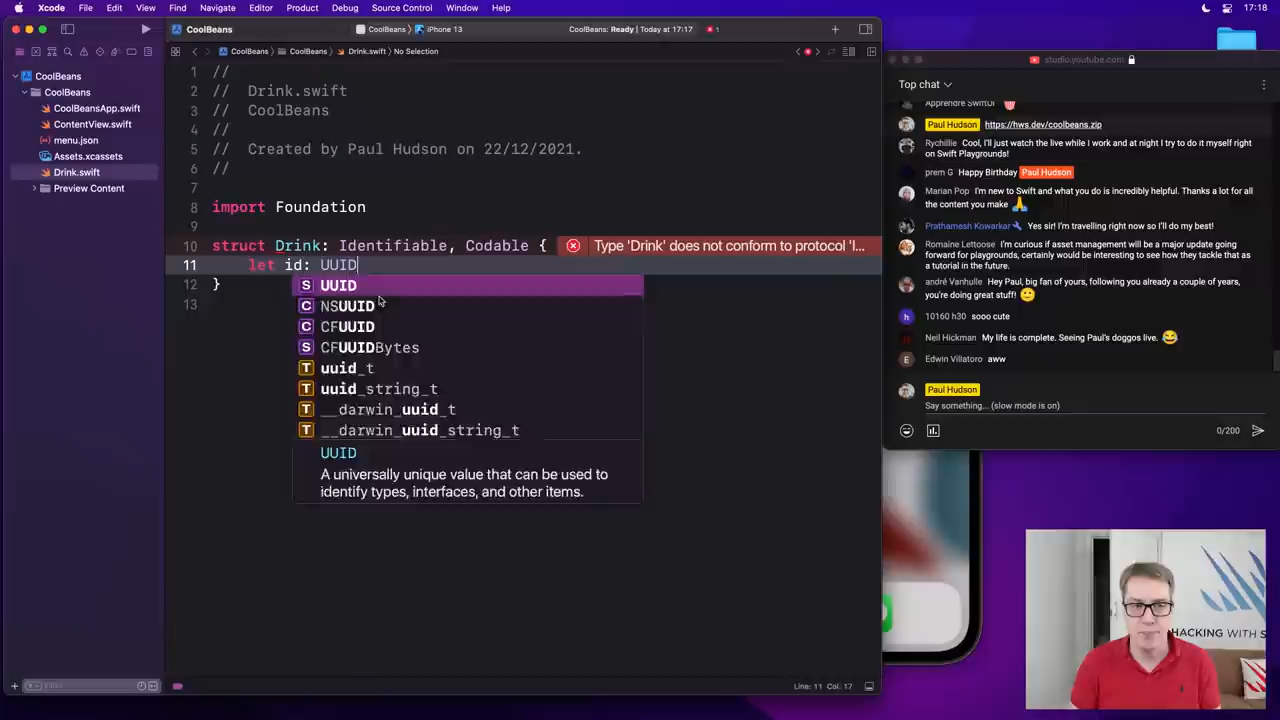 Xcode File Edit View Find Navigate Editor Product Debug Source Control Window Help 17:18
CoolBeans CoolBeans iPhone 13 CoolBeans: Ready | Today at 17:17 1
CoolBeans CoolBeans Drink.swift No Selection
CoolBeans
CoolBeans
CoolBeansApp.swift
ContentView.swift
menu.json
Assets.xcassets
Drink.swift
Preview Content
Filter
1 //
2 // Drink.swift
3 // CoolBeans
4 //
5 // Created by Paul Hudson on 22/12/2021.
6 //
7
8 import Foundation
9
10 struct Drink: Identifiable, Codable { Type 'Drink' does not conform to protocol 'I...
11 let id: UUID
12 }
13
S UUID
C NSUUID
C CFUUID
S CFUUIDBytes
T uuid_t
T uuid_string_t
T __darwin_uuid_t
T __darwin_uuid_string_t
UUID
A universally unique value that can be used to
identify types, interfaces, and other items.
Line: 11 Col: 17
studio.youtube.com
Top chat
Apprendre SwiftUI
Paul Hudson https://hws.dev/coolbeans.zip
Rychillie Cool, I'll just watch the live while I work and at night I try to do it myself right
on Swift Playgrounds!
prem G Happy Birthday Paul Hudson
Marian Pop I'm new to Swift and what you do is incredibly helpful. Thanks a lot for all
the content you make
Prathamesh Kowarkar Yes sir! I'm travelling right now so I'll do my best!
Romaine Lettoose I'm curious if asset management will be a major update going
forward for playgrounds, certainly would be interesting to see how they tackle that as
a tutorial in the future.
andré Vanhulle Hey Paul, big fan of yours, following you already a couple of years,
you're doing great stuff!
h 10160 h30 sooo cute
Neil Hickman My life is complete. Seeing Paul's doggos live.
E Edwin Villatoro aww
Paul Hudson
Say something... (slow mode is on)
0/200
HACKING WITH S